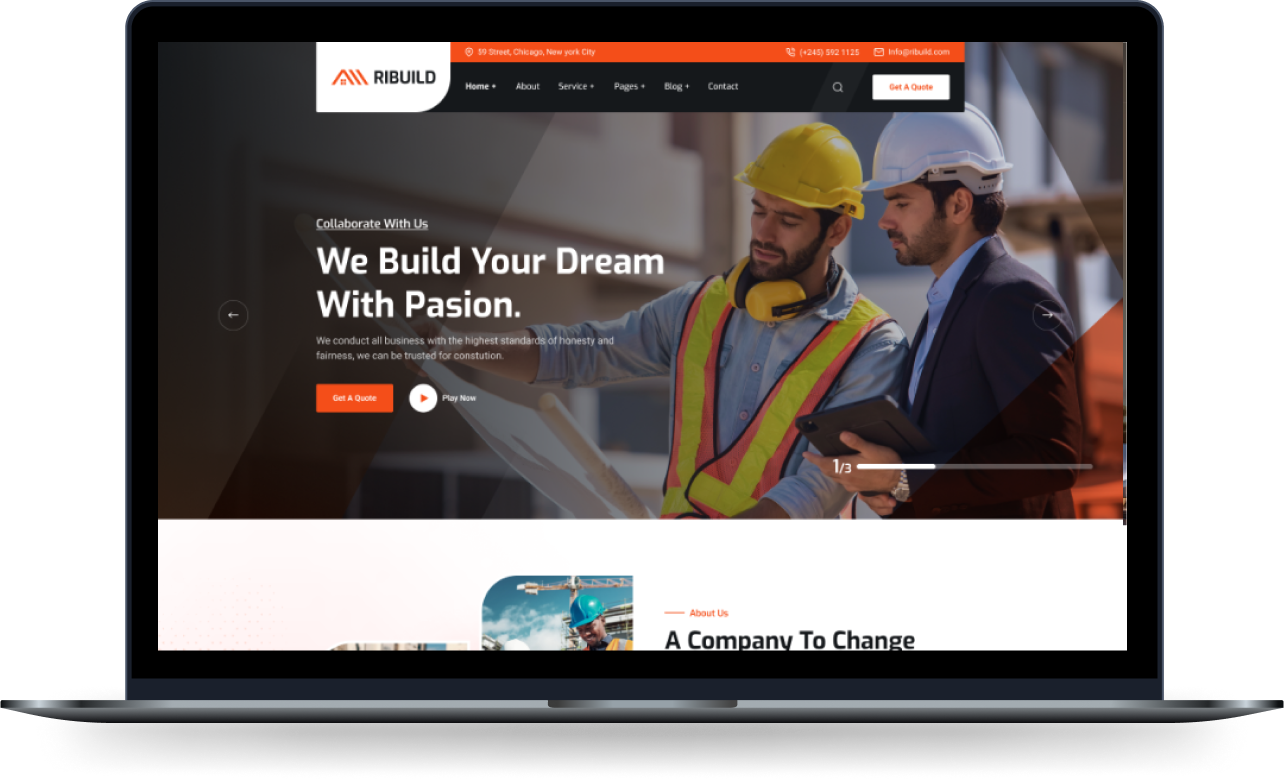 59 Street, Chicago, New york City
(+245) 592 1125
Info@ribuild.com
RIBUILD
Home +
About
Service +
Pages +
Blog +
Contact
Get A Quote
Collaborate With Us
We Build Your Dream
With Pasion.
We conduct all business with the highest standards of honesty and
fairness, we can be trusted for constution.
Get A Quote
Play Now
1/3
About Us
A Company To Change